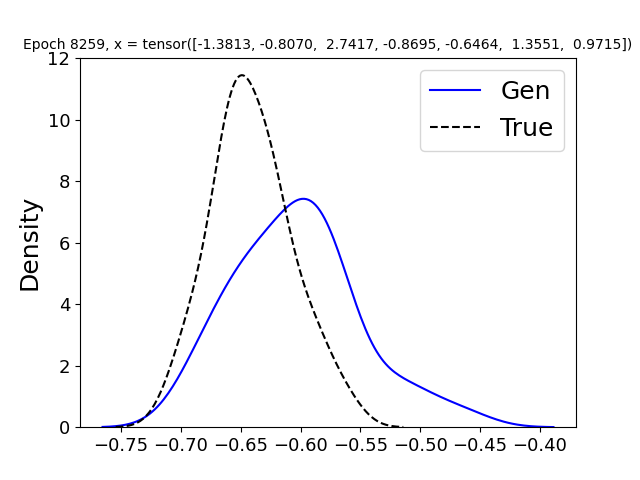 Epoch 8259, x = tensor([-1.3813, -0.8070,  2.7417, -0.8695, -0.6464,  1.3551,  0.9715])
12
10
8
6
4
2
0
Density
Gen
True
−0.75 −0.70 −0.65 −0.60 −0.55 −0.50 −0.45 −0.40